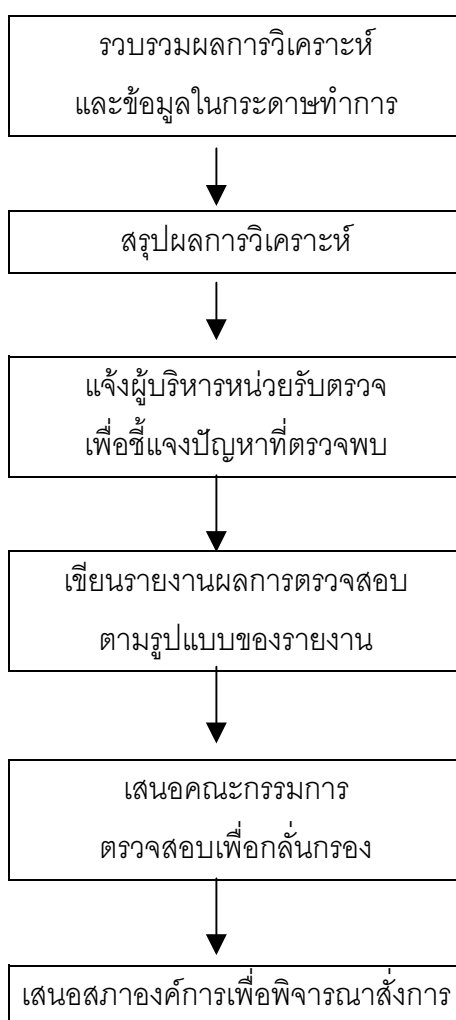 รวบรวมผลการวิเคราะห์
และข้อมูลในกระดาษทำการ
สรุปผลการวิเคราะห์
แจ้งผู้บริหารหน่วยรับตรวจ
เพื่อชี้แจงปัญหาที่ตรวจพบ
เขียนรายงานผลการตรวจสอบ
ตามรูปแบบของรายงาน
เสนอคณะกรรมการ
ตรวจสอบเพื่อกลั่นกรอง
เสนอสภาองค์การเพื่อพิจารณาสั่งการ